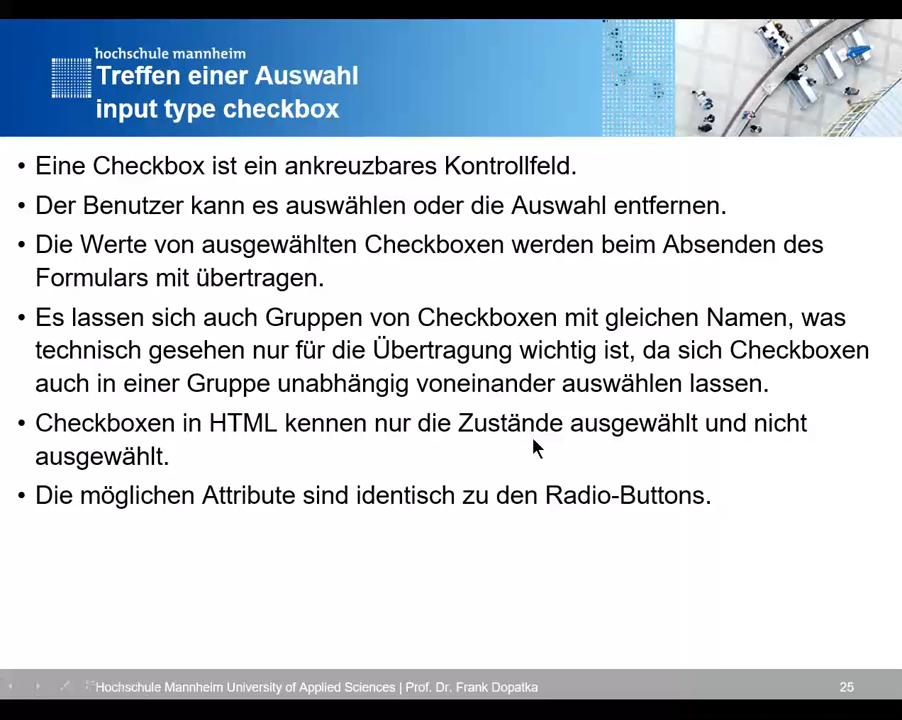 hochschule mannheim
Treffen einer Auswahl
input type checkbox
• Eine Checkbox ist ein ankreuzbares Kontrollfeld.
• Der Benutzer kann es auswählen oder die Auswahl entfernen.
• Die Werte von ausgewählten Checkboxen werden beim Absenden des
Formulars mit übertragen.
• Es lassen sich auch Gruppen von Checkboxen mit gleichen Namen, was
technisch gesehen nur für die Übertragung wichtig ist, da sich Checkboxen
auch in einer Gruppe unabhängig voneinander auswählen lassen.
• Checkboxen in HTML kennen nur die Zustände ausgewählt und nicht
ausgewählt.
• Die möglichen Attribute sind identisch zu den Radio-Buttons.
Hochschule Mannheim University of Applied Sciences | Prof. Dr. Frank Dopatka 25